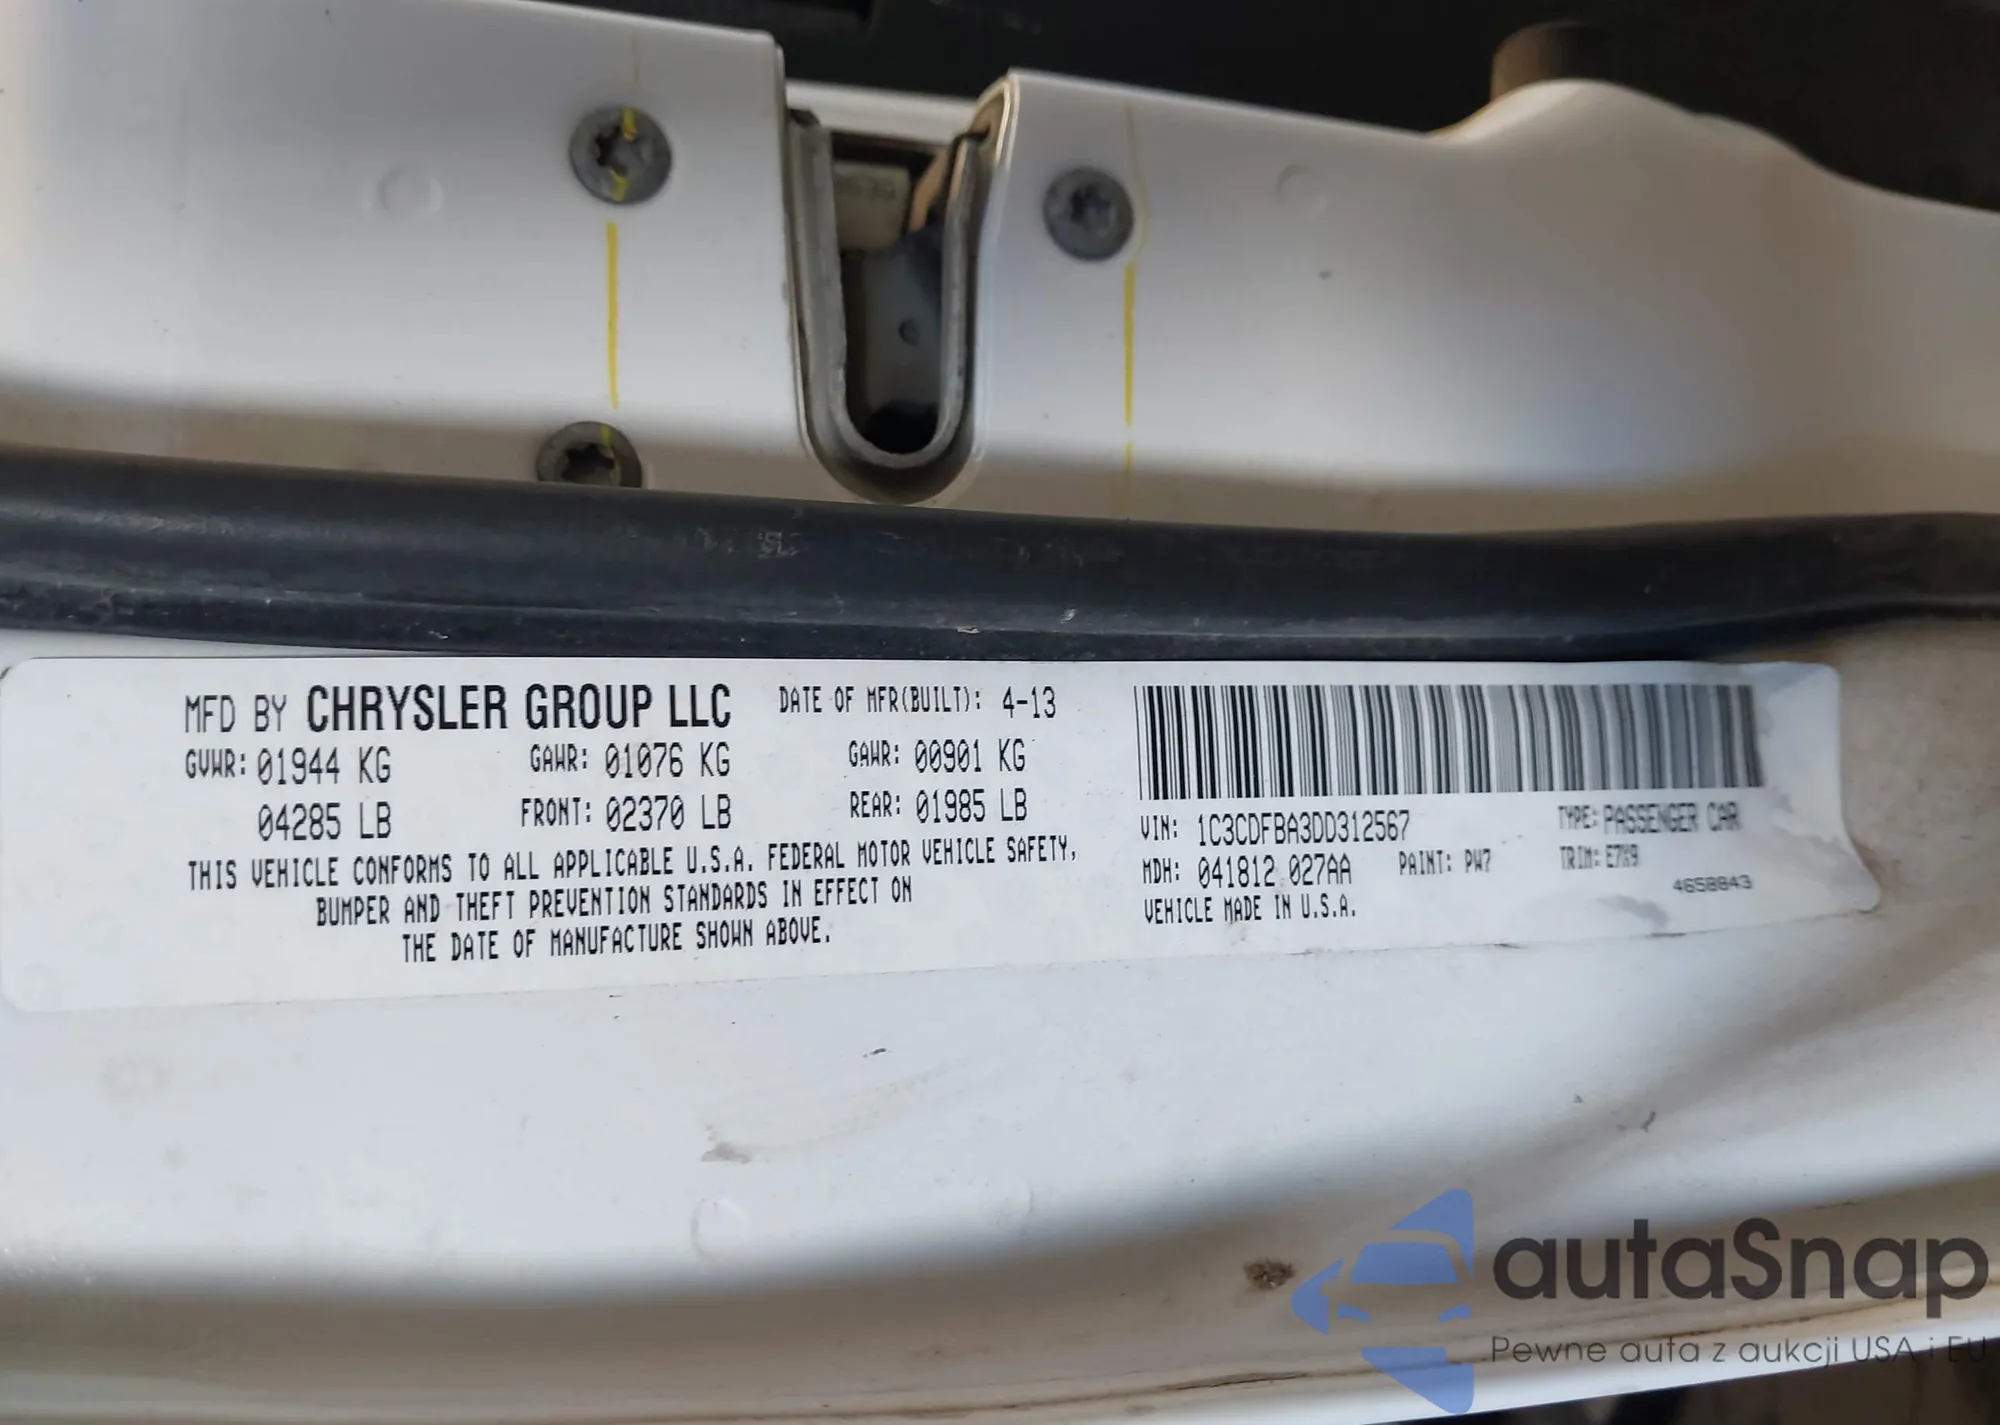 MFD BY CHRYSLER GROUP LLC DATE OF MFR(BUILT): 4-13
GVWR: 01944 KG GAWR: 01076 KG GAWR: 00901 KG
04285 LB FRONT: 02370 LB REAR: 01985 LB
THIS VEHICLE CONFORMS TO ALL APPLICABLE U.S.A. FEDERAL MOTOR VEHICLE SAFETY,
BUMPER AND THEFT PREVENTION STANDARDS IN EFFECT ON
THE DATE OF MANUFACTURE SHOWN ABOVE.
VIN: 1C3CDFBA3DD312567 TYPE: PASSENGER CAR
MDH: 041812 027AA PAINT: PW7 TRIM: E7X9
VEHICLE MADE IN U.S.A. 4658843
autaSnap
Pewne auta z aukcji USA i EU